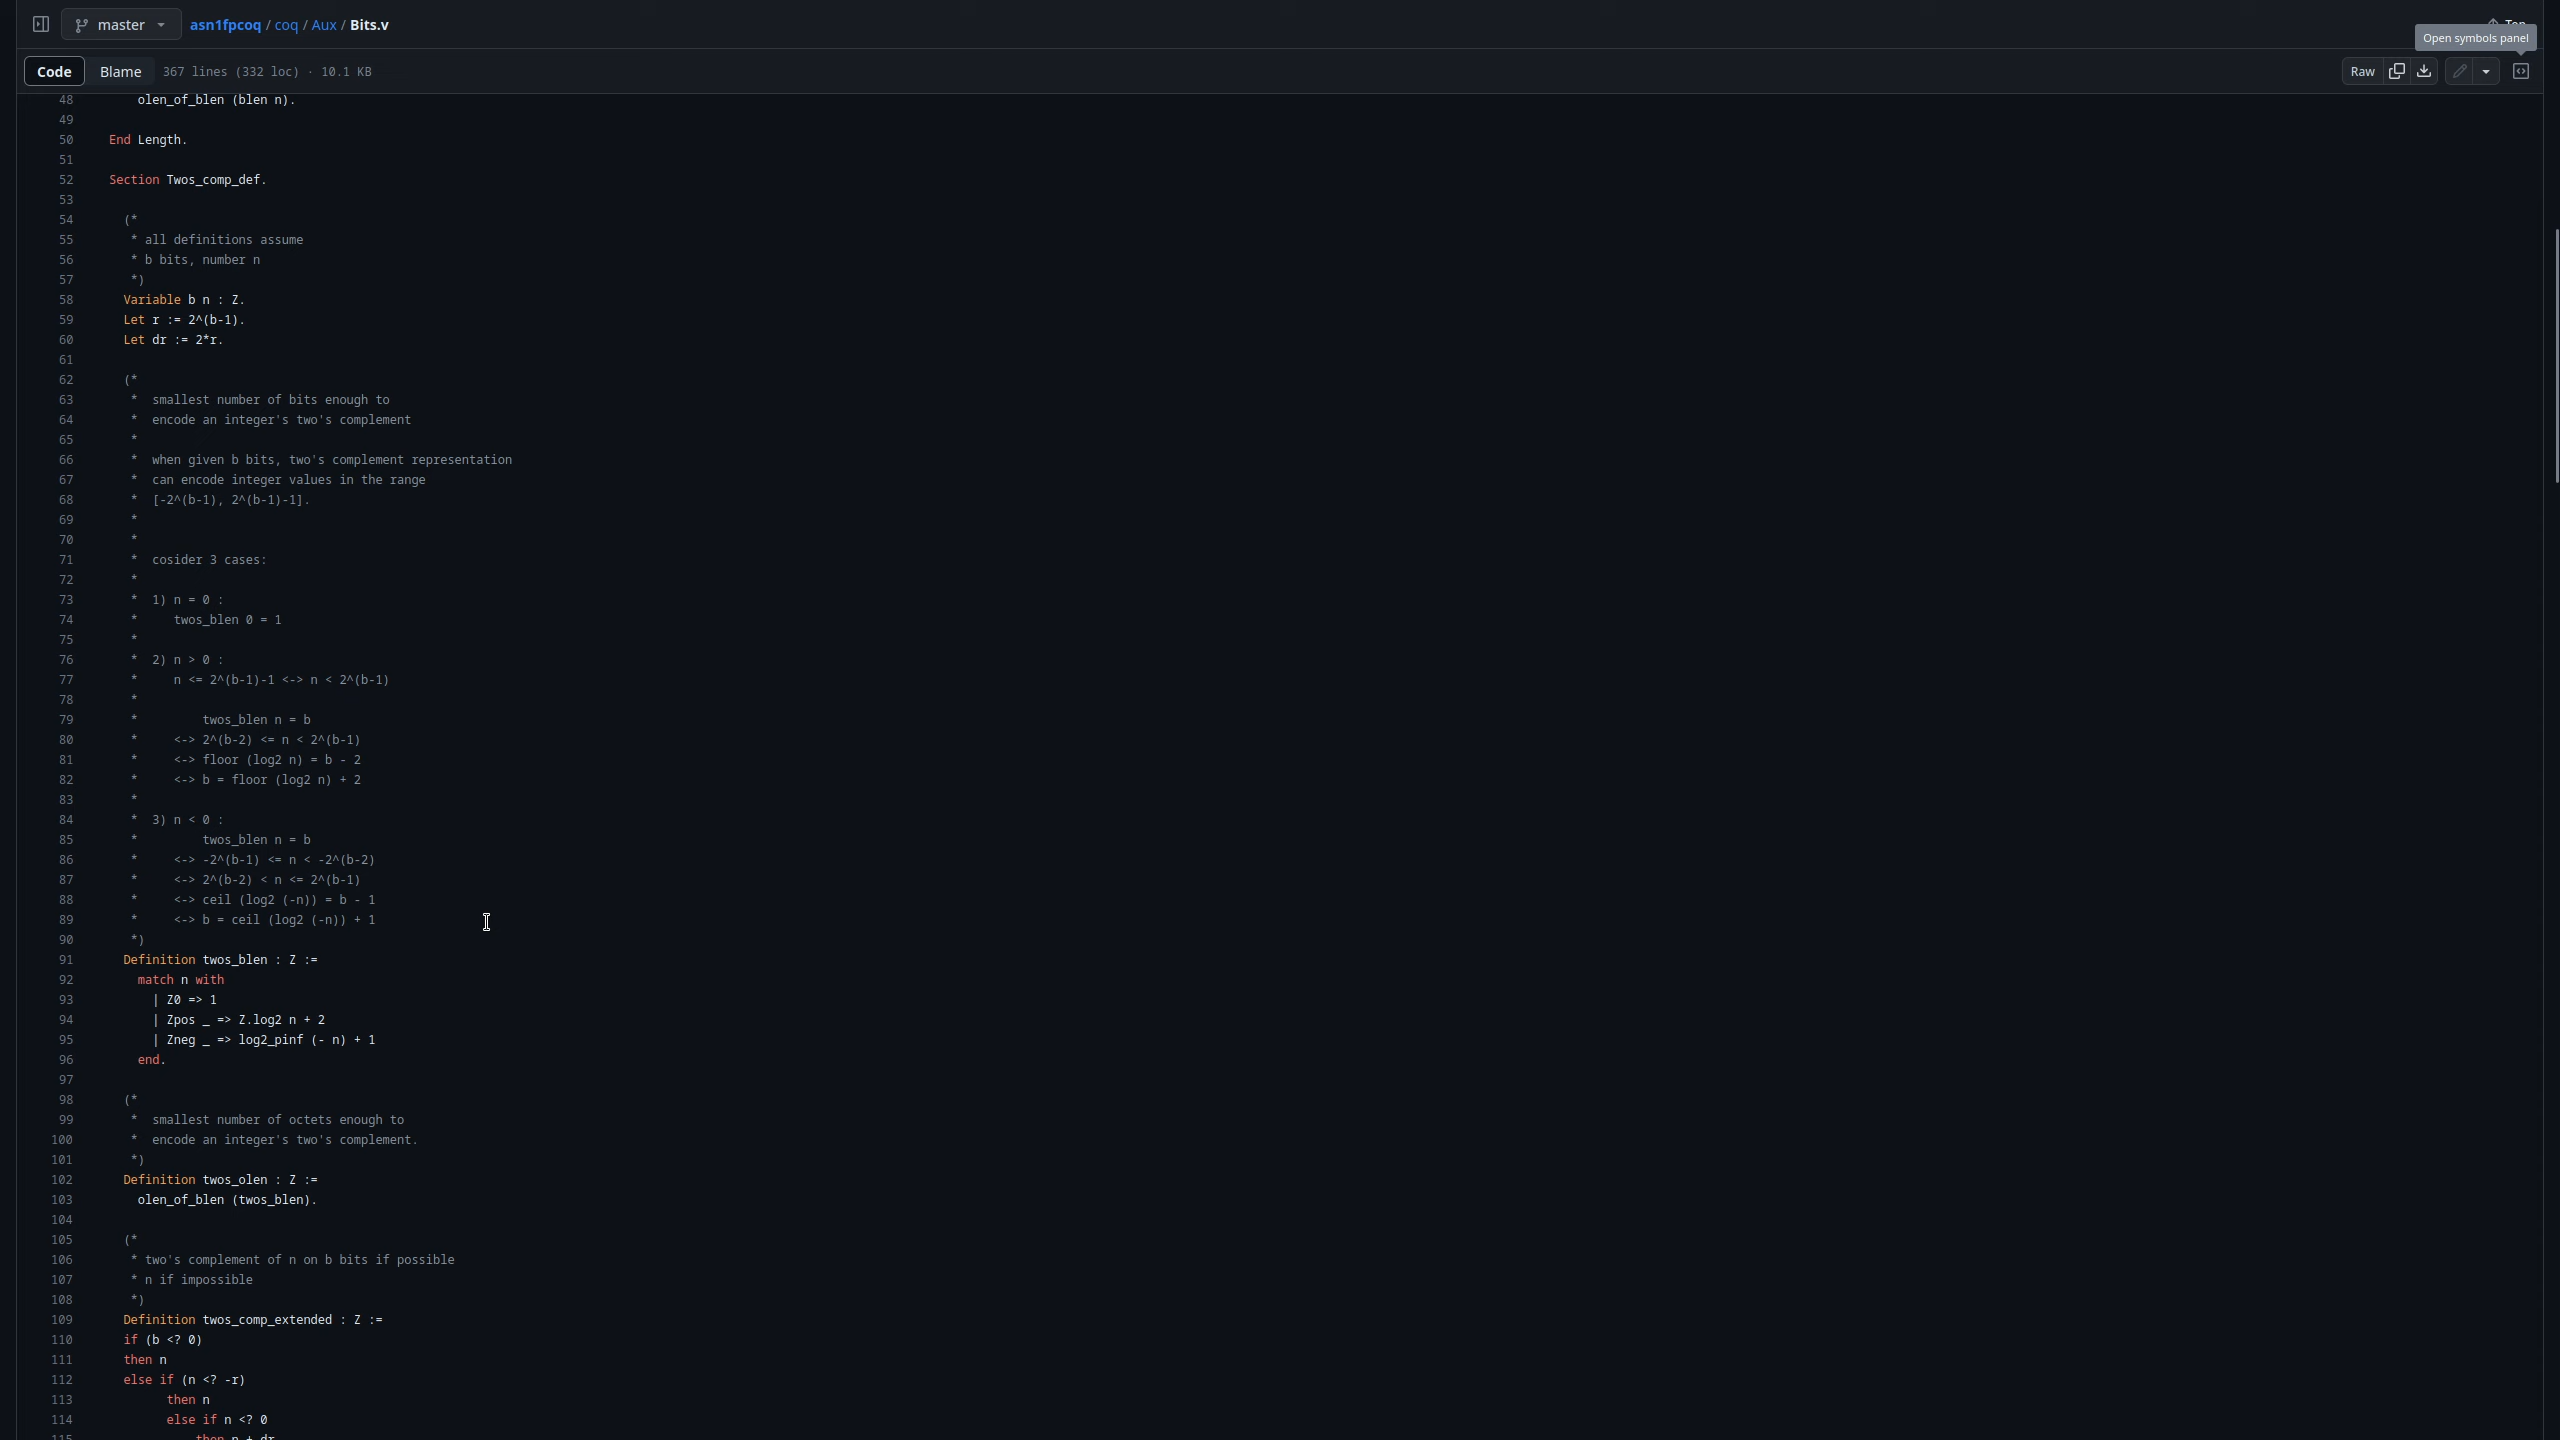 master
asn1fpcoq / coq / Aux / Bits.v
Top
Open symbols panel
Code
Blame
367 lines (332 loc) · 10.1 KB
Raw
48 olen_of_blen (blen n).
49
50 End Length.
51
52 Section Twos_comp_def.
53
54 (*
55 * all definitions assume
56 * b bits, number n
57 *)
58 Variable b n : Z.
59 Let r := 2^(b-1).
60 Let dr := 2*r.
61
62 (*
63 * smallest number of bits enough to
64 * encode an integer's two's complement
65 *
66 * when given b bits, two's complement representation
67 * can encode integer values in the range
68 * [-2^(b-1), 2^(b-1)-1].
69 *
70 *
71 * cosider 3 cases:
72 *
73 * 1) n = 0 :
74 * twos_blen 0 = 1
75 *
76 * 2) n > 0 :
77 * n <= 2^(b-1)-1 <-> n < 2^(b-1)
78 *
79 * twos_blen n = b
80 * <-> 2^(b-2) <= n < 2^(b-1)
81 * <-> floor (log2 n) = b - 2
82 * <-> b = floor (log2 n) + 2
83 *
84 * 3) n < 0 :
85 * twos_blen n = b
86 * <-> -2^(b-1) <= n < -2^(b-2)
87 * <-> 2^(b-2) < n <= 2^(b-1)
88 * <-> ceil (log2 (-n)) = b - 1
89 * <-> b = ceil (log2 (-n)) + 1
90 *)
91 Definition twos_blen : Z :=
92 match n with
93 | Z0 => 1
94 | Zpos _ => Z.log2 n + 2
95 | Zneg _ => log2_pinf (- n) + 1
96 end.
97
98 (*
99 * smallest number of octets enough to
100 * encode an integer's two's complement.
101 *)
102 Definition twos_olen : Z :=
103 olen_of_blen (twos_blen).
104
105 (*
106 * two's complement of n on b bits if possible
107 * n if impossible
108 *)
109 Definition twos_comp_extended : Z :=
110 if (b <? 0)
111 then n
112 else if (n <? -r)
113 then n
114 else if n <? 0
115 then n + dr